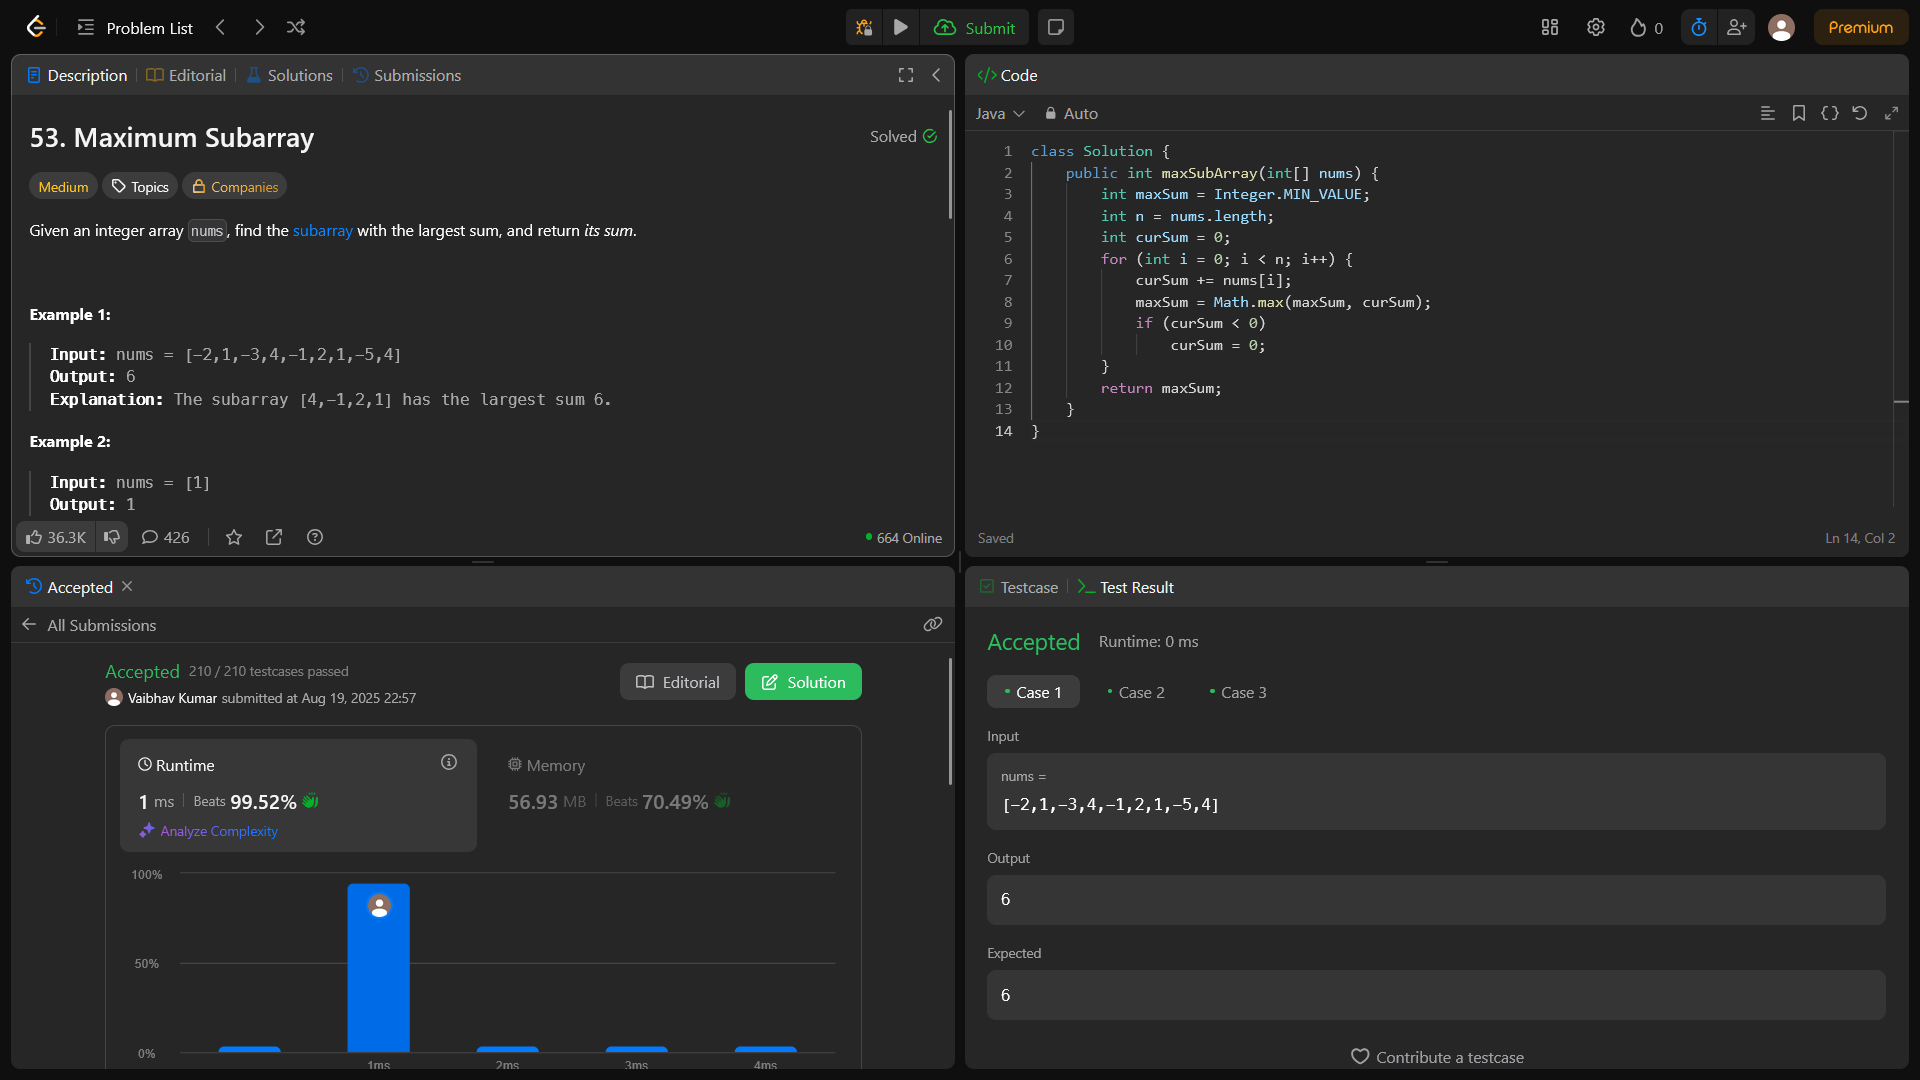 Problem List
Submit
0
Premium
Description
Editorial
Solutions
Submissions
53. Maximum Subarray
Solved
Medium
Topics
Companies
Given an integer array nums, find the subarray with the largest sum, and return its sum.
Example 1:
Input: nums = [-2,1,-3,4,-1,2,1,-5,4]
Output: 6
Explanation: The subarray [4,-1,2,1] has the largest sum 6.
Example 2:
Input: nums = [1]
Output: 1
36.3K
426
664 Online
Code
Java
Auto
1 class Solution {
2 public int maxSubArray(int[] nums) {
3 int maxSum = Integer.MIN_VALUE;
4 int n = nums.length;
5 int curSum = 0;
6 for (int i = 0; i < n; i++) {
7 curSum += nums[i];
8 maxSum = Math.max(maxSum, curSum);
9 if (curSum < 0)
10 curSum = 0;
11 }
12 return maxSum;
13 }
14 }
Saved
Ln 14, Col 2
Accepted
All Submissions
Accepted 210 / 210 testcases passed
Vaibhav Kumar submitted at Aug 19, 2025 22:57
Editorial
Solution
Runtime
1 ms Beats 99.52%
Analyze Complexity
Memory
56.93 MB Beats 70.49%
100%
50%
0%
1ms
2ms
3ms
4ms
Testcase
Test Result
Accepted Runtime: 0 ms
Case 1
Case 2
Case 3
Input
nums =
[-2,1,-3,4,-1,2,1,-5,4]
Output
6
Expected
6
Contribute a testcase